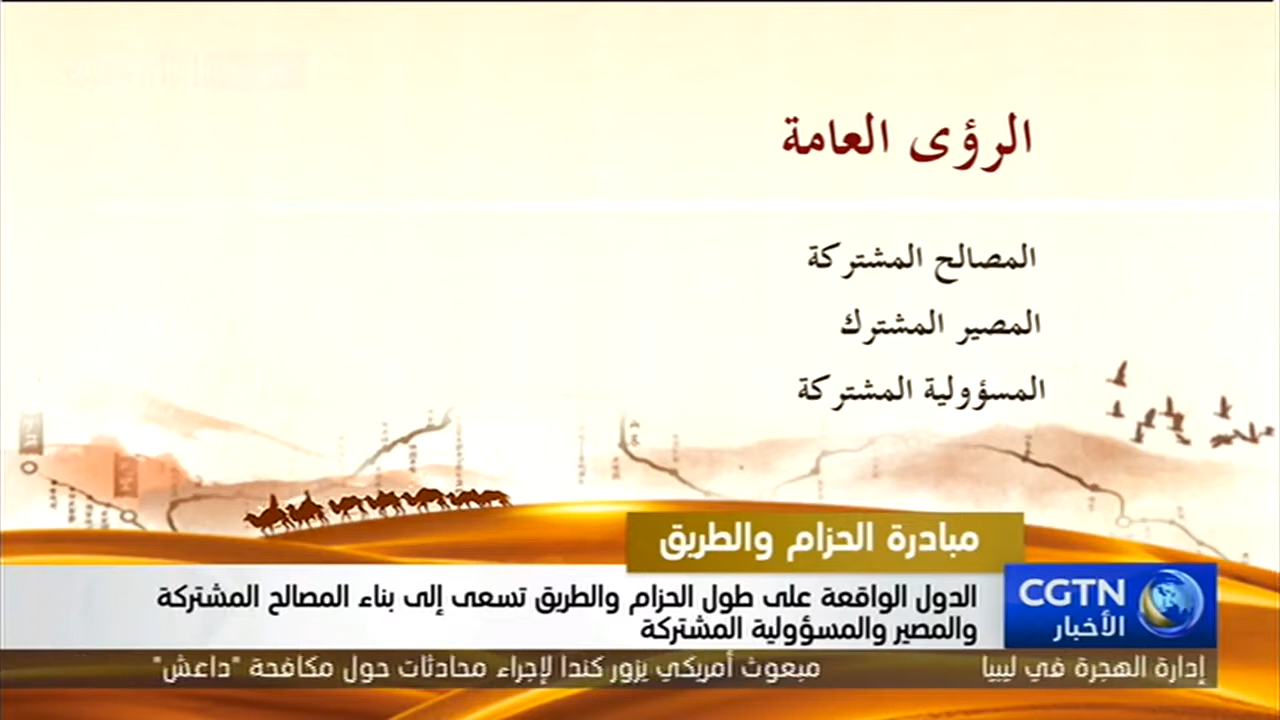 الرؤى العامة
المصالح المشتركة
المصير المشترك
المسؤولية المشتركة
مبادرة الحزام والطريق
الدول الواقعة على طول الحزام والطريق تسعى إلى بناء المصالح المشتركة
والمصير والمسؤولية المشتركة
CGTN
الأخبار
إدارة الهجرة في ليبيا
مبعوث أمريكي يزور كندا لإجراء محادثات حول مكافحة "داعش"